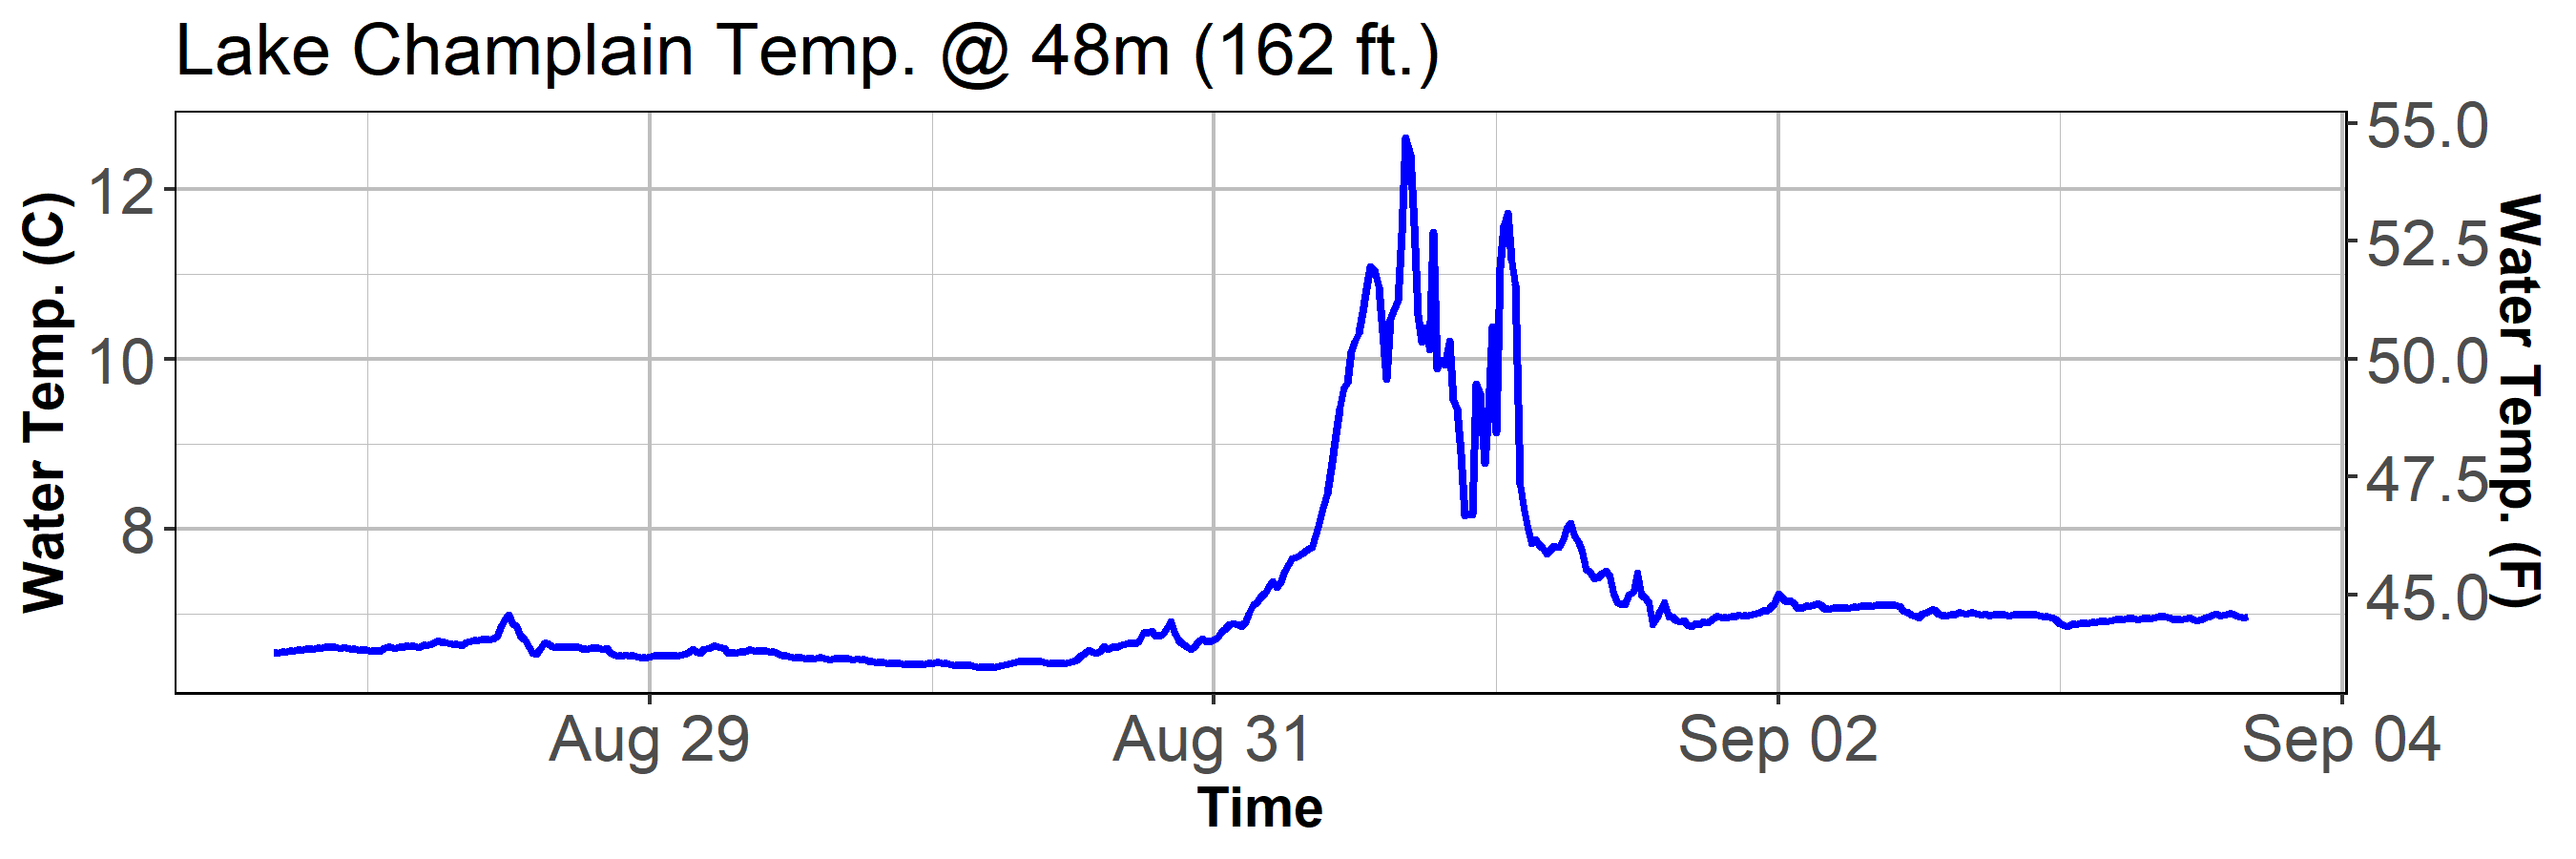 Lake Champlain Temp. @ 48m (162 ft.)
Water Temp. (C)
12
10
8
55.0
52.5
50.0
47.5
45.0
Water Temp. (F)
Aug 29
Aug 31
Sep 02
Sep 04
Time